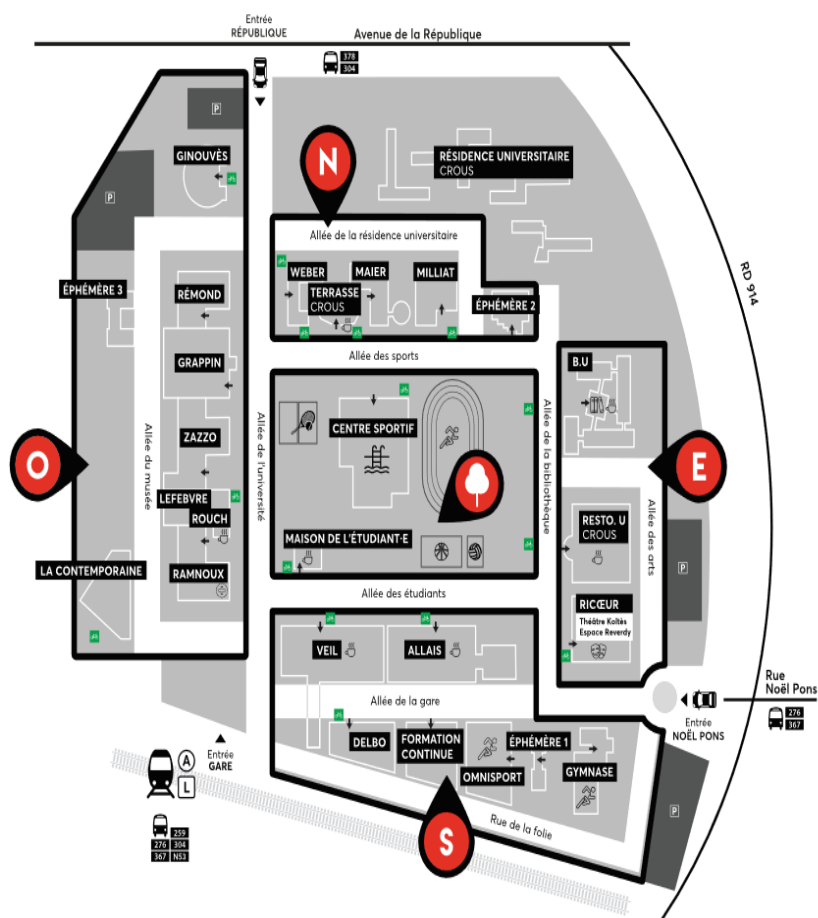 Entrée
RÉPUBLIQUE
Avenue de la République
378
304
P
GINOUVÈS
P
N
RÉSIDENCE UNIVERSITAIRE
CROUS
Allée de la résidence universitaire
RD 914
WEBER
MAIER
MILLIAT
TERRASSE
CROUS
ÉPHÉMÈRE 2
ÉPHÉMÈRE 3
RÉMOND
GRAPPIN
Allée des sports
B.U
ZAZZO
Allée du musée
Allée de l'université
CENTRE SPORTIF
Allée de la bibliothèque
O
E
LEFEBVRE
ROUCH
RAMNOUX
LA CONTEMPORAINE
MAISON DE L'ÉTUDIANT·E
RESTO. U
CROUS
Allée des arts
P
Allée des étudiants
RICŒUR
Théâtre Koltès
Espace Reverdy
VEIL
ALLAIS
Allée de la gare
Rue
Noël Pons
276
367
Entrée
NOËL PONS
DELBO
FORMATION
CONTINUE
OMNISPORT
ÉPHÉMÈRE 1
GYMNASE
P
Entrée
GARE
A
L
259
276 304
367 N53
Rue de la folie
S